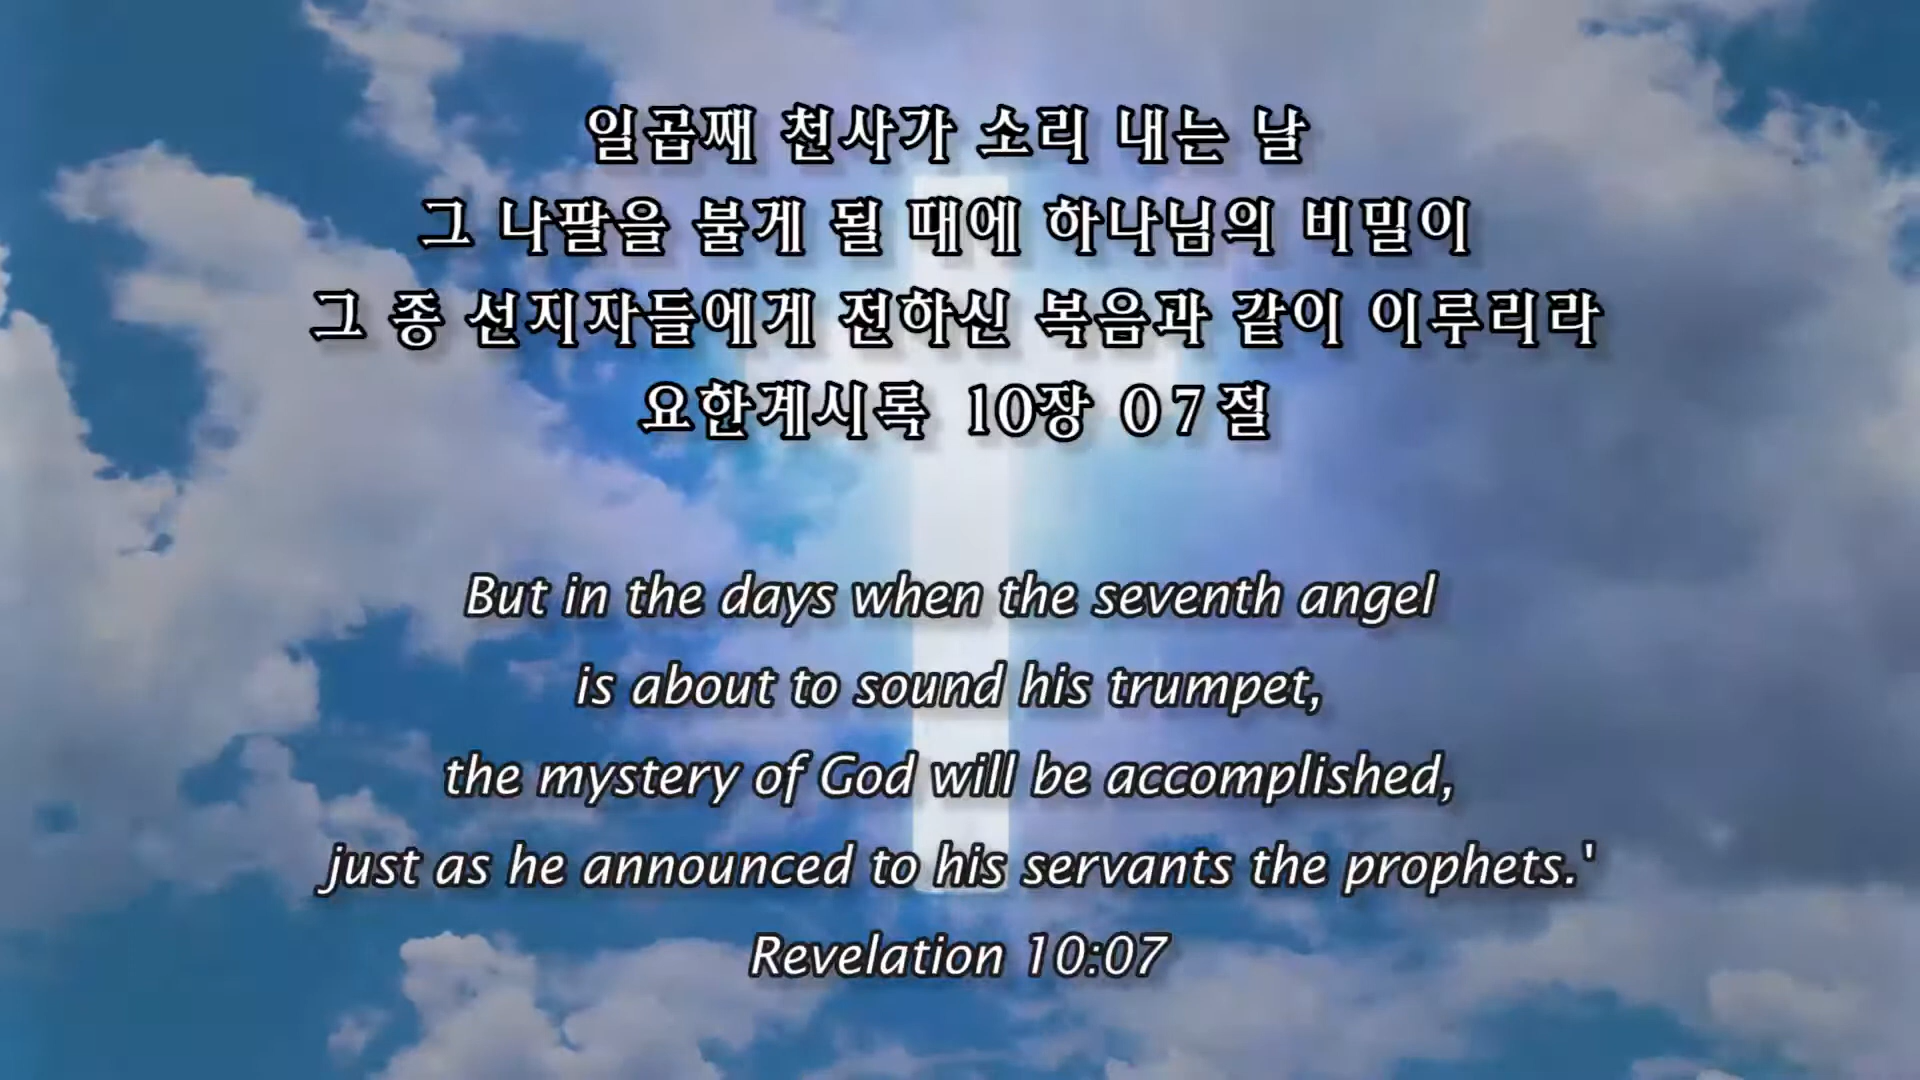 일곱째 천사가 소리 내는 날
그 나팔을 불게 될 때에 하나님의 비밀이
그 종 선지자들에게 전하신 복음과 같이 이루리라
요한계시록 10장 07절
But in the days when the seventh angel
is about to sound his trumpet,
the mystery of God will be accomplished,
just as he announced to his servants the prophets.'
Revelation 10:07